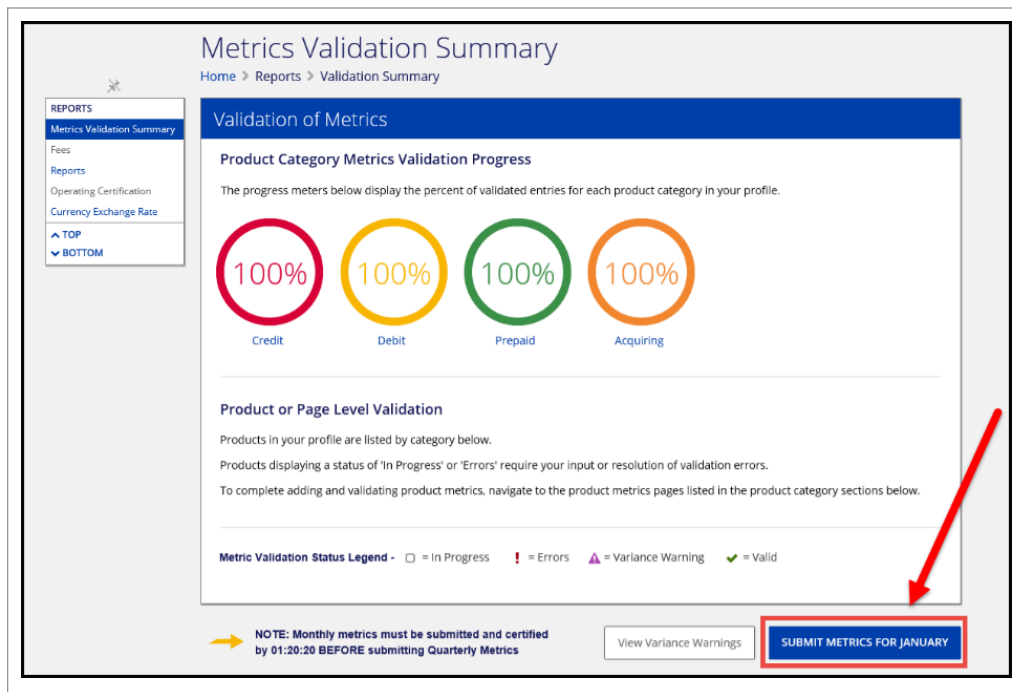 Metrics Validation Summary
Home > Reports > Validation Summary
REPORTS
Metrics Validation Summary
Fees
Reports
Operating Certification
Currency Exchange Rate
TOP
BOTTOM
Validation of Metrics
Product Category Metrics Validation Progress
The progress meters below display the percent of validated entries for each product category in your profile.
100% 100% 100% 100%
Credit Debit Prepaid Acquiring
Product or Page Level Validation
Products in your profile are listed by category below.
Products displaying a status of 'In Progress' or 'Errors' require your input or resolution of validation errors.
To complete adding and validating product metrics, navigate to the product metrics pages listed in the product category sections below.
Metric Validation Status Legend - = In Progress ! = Errors = Variance Warning = Valid
NOTE: Monthly metrics must be submitted and certified
by 01:20:20 BEFORE submitting Quarterly Metrics
View Variance Warnings
SUBMIT METRICS FOR JANUARY